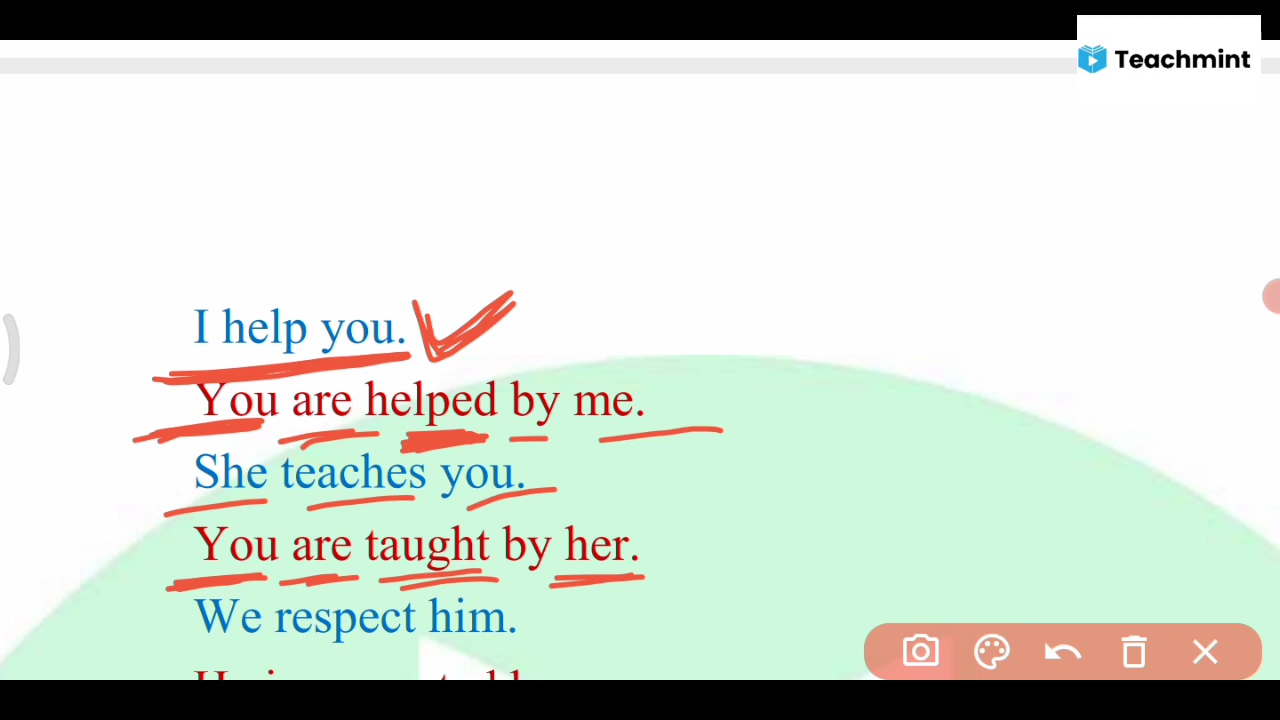 Teachmint
I help you.
You are helped by me.
She teaches you.
You are taught by her.
We respect him.